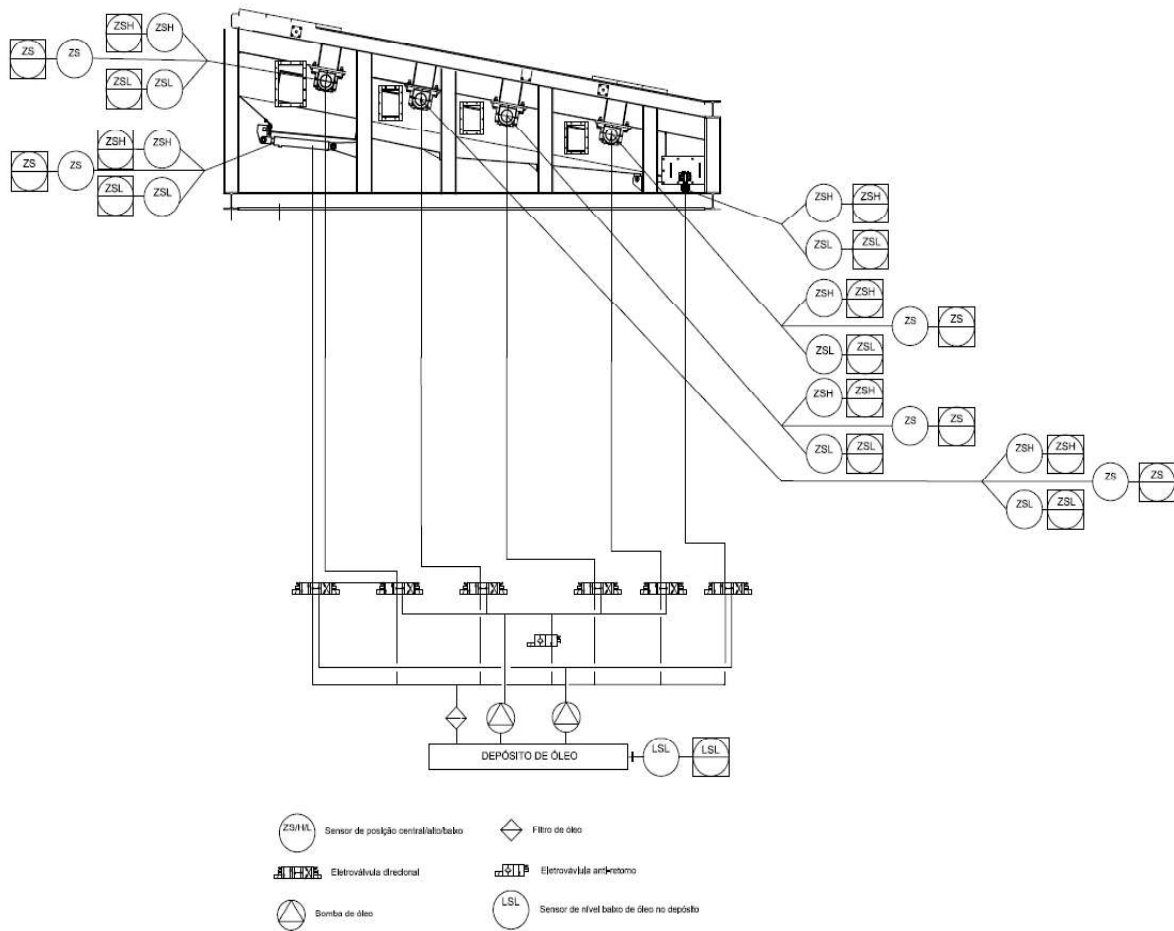 ZSH
ZSH
ZS
ZS
ZSL
ZSL
ZSH
ZSH
ZS
ZS
ZSL
ZSL
ZSH
ZSH
ZSL
ZSL
ZSH
ZSH
ZS
ZS
ZSL
ZSL
ZSH
ZSH
ZS
ZS
ZSL
ZSL
ZSH
ZSH
ZS
ZS
ZSL
ZSL
DEPÓSITO DE ÓLEO
LSL
LSL
ZS/H/L
Sensor de posição central/alto/baixo
Filtro de óleo
Eletroválvula direcional
Eletrovávlula anti-retorno
Bomba de óleo
LSL
Sensor de nível baixo de óleo no depósito